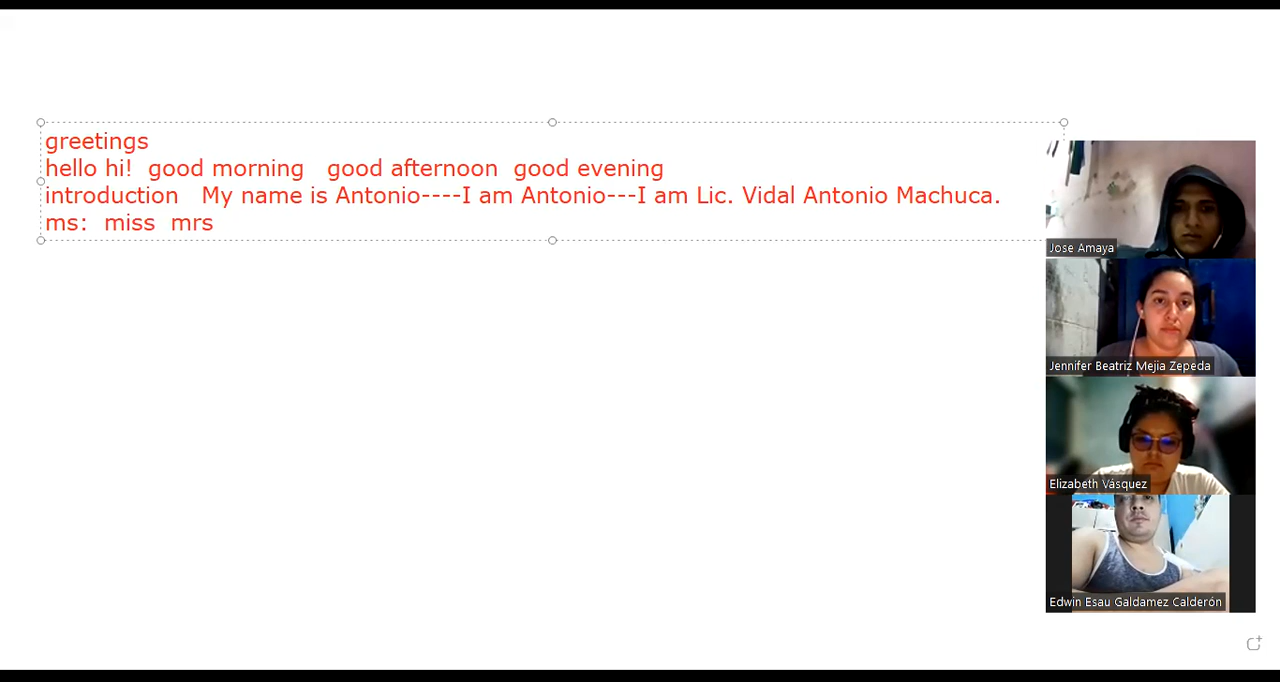 greetings
hello hi!  good morning   good afternoon  good evening
introduction   My name is Antonio----I am Antonio---I am Lic. Vidal Antonio Machuca.
ms:  miss  mrs
Jose Amaya
Jennifer Beatriz Mejia Zepeda
Elizabeth Vásquez
Edwin Esau Galdamez Calderón